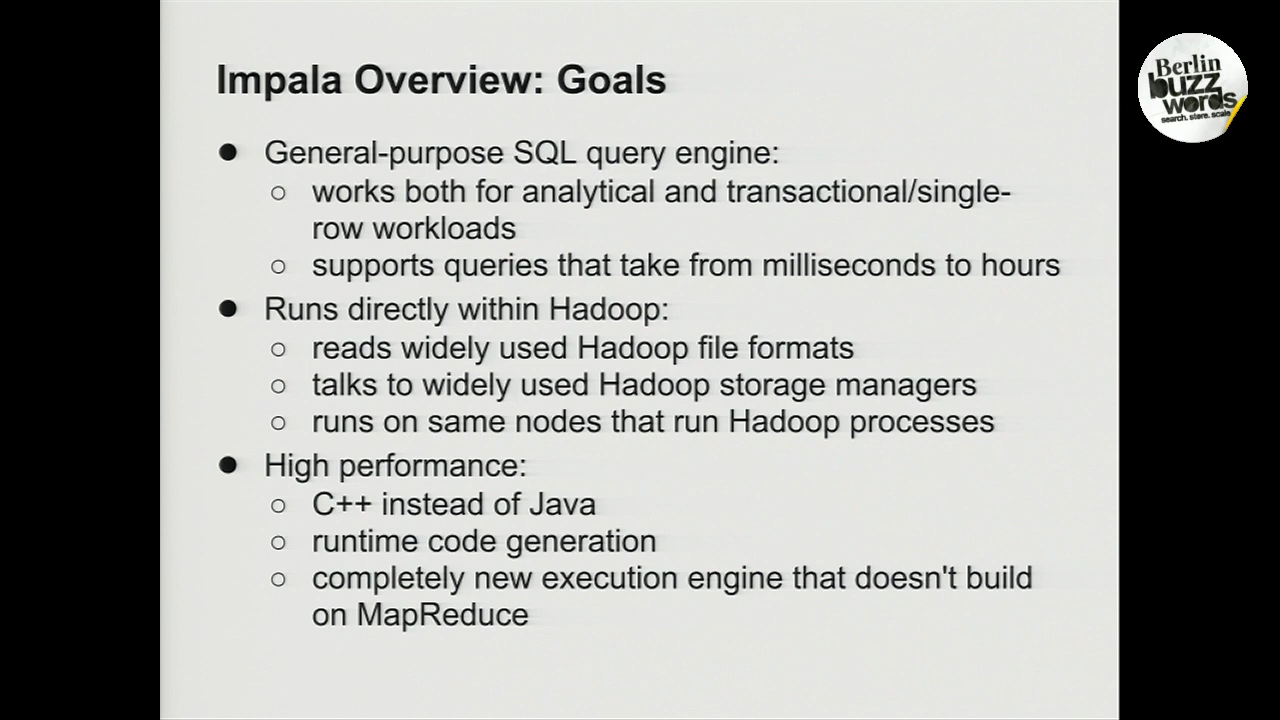 Impala Overview: Goals
● General-purpose SQL query engine:
○ works both for analytical and transactional/single-
row workloads
○ supports queries that take from milliseconds to hours
● Runs directly within Hadoop:
○ reads widely used Hadoop file formats
○ talks to widely used Hadoop storage managers
○ runs on same nodes that run Hadoop processes
● High performance:
○ C++ instead of Java
○ runtime code generation
○ completely new execution engine that doesn't build
on MapReduce
Berlin
buzz
words
search. store. scale